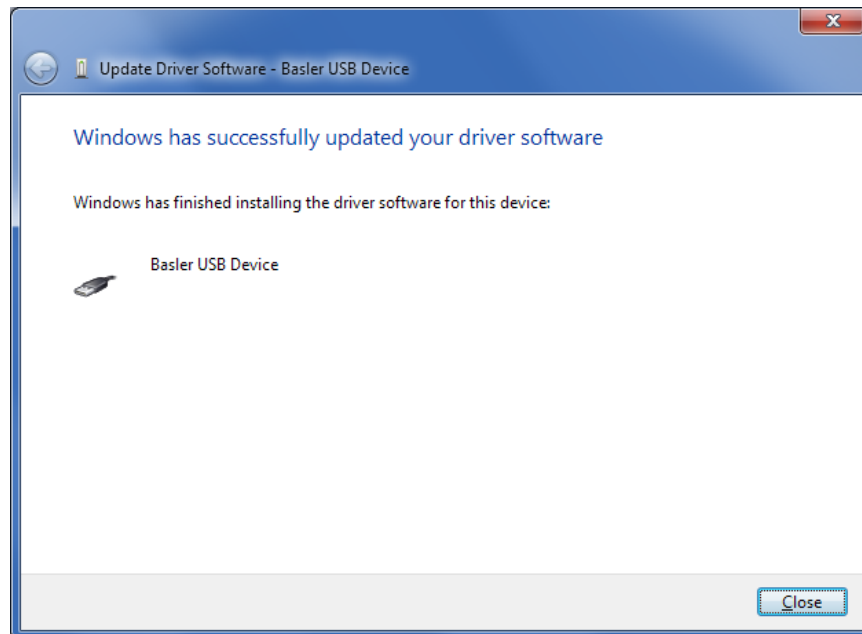 Update Driver Software - Basler USB Device
Windows has successfully updated your driver software
Windows has finished installing the driver software for this device:
Basler USB Device
Close